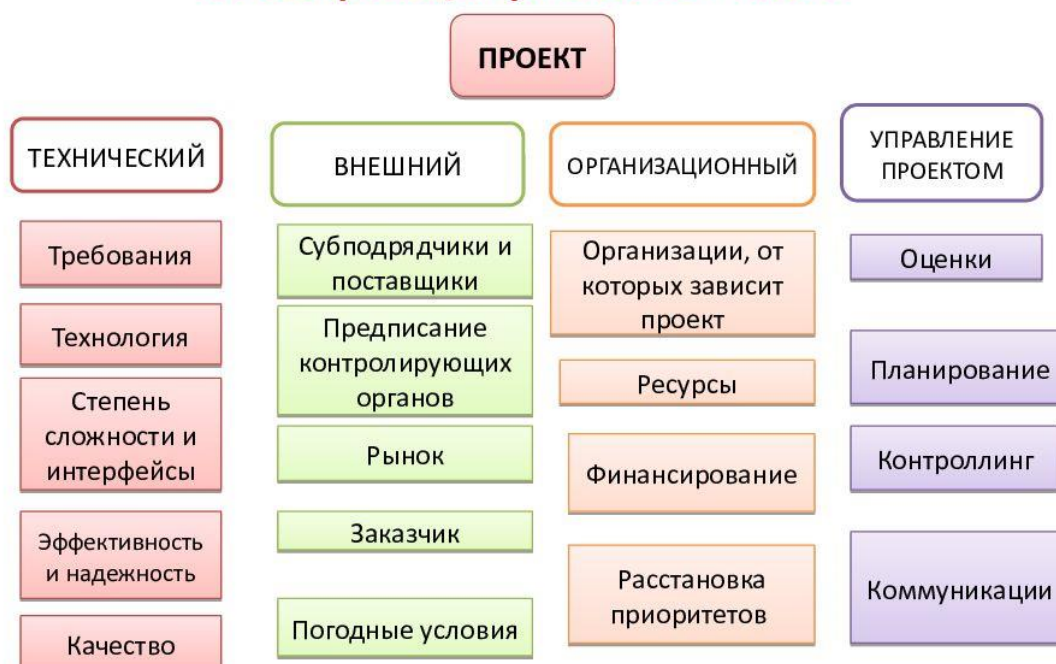 ПРОЕКТ
ТЕХНИЧЕСКИЙ
Требования
Технология
Степень
сложности и
интерфейсы
Эффективность
и надежность
Качество
ВНЕШНИЙ
Субподрядчики и
поставщики
Предписание
контролирующих
органов
Рынок
Заказчик
Погодные условия
ОРГАНИЗАЦИОННЫЙ
Организации, от
которых зависит
проект
Ресурсы
Финансирование
Расстановка
приоритетов
УПРАВЛЕНИЕ
ПРОЕКТОМ
Оценки
Планирование
Контроллинг
Коммуникации